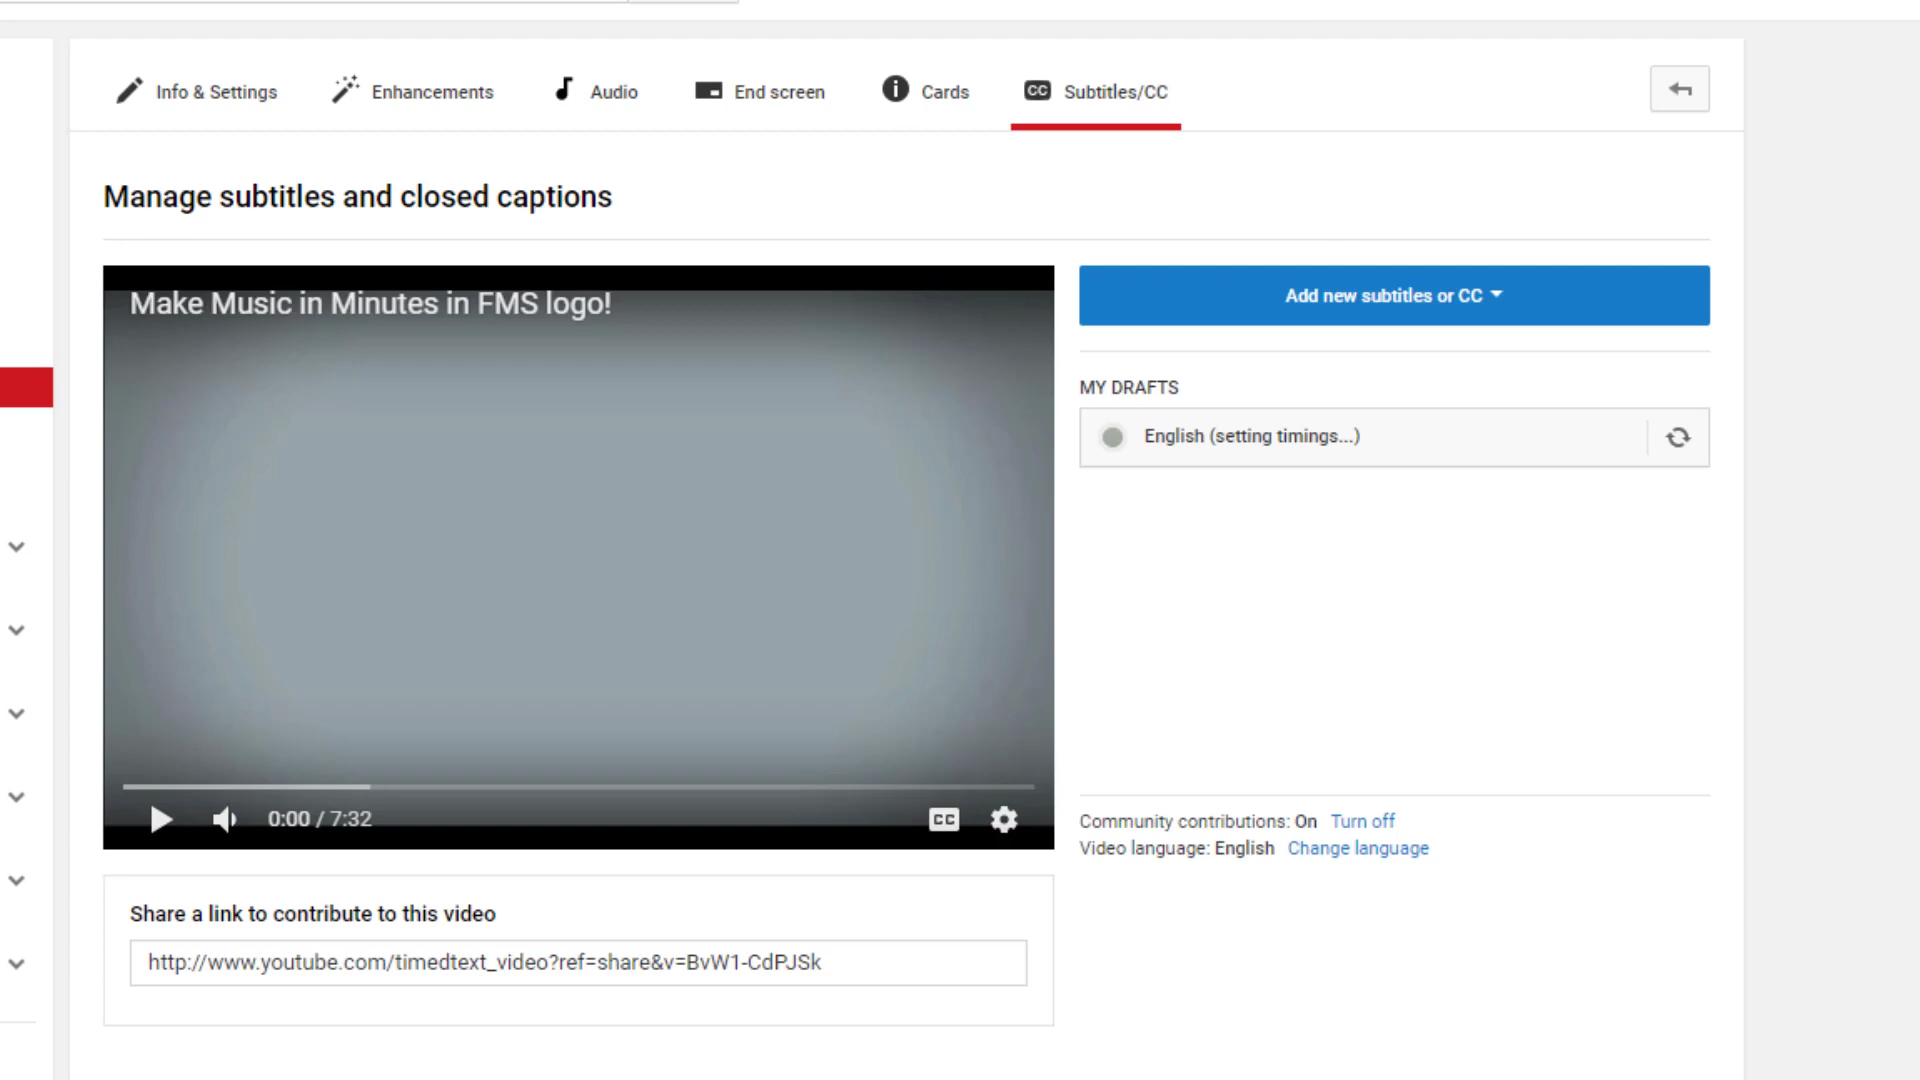 Info & Settings
Enhancements
Audio
End screen
Cards
CC Subtitles/CC
Manage subtitles and closed captions
Make Music in Minutes in FMS logo!
0:00 / 7:32
CC
Add new subtitles or CC
MY DRAFTS
English (setting timings...)
Community contributions: On Turn off
Video language: English Change language
Share a link to contribute to this video
http://www.youtube.com/timedtext_video?ref=share&v=BvW1-CdPJSk